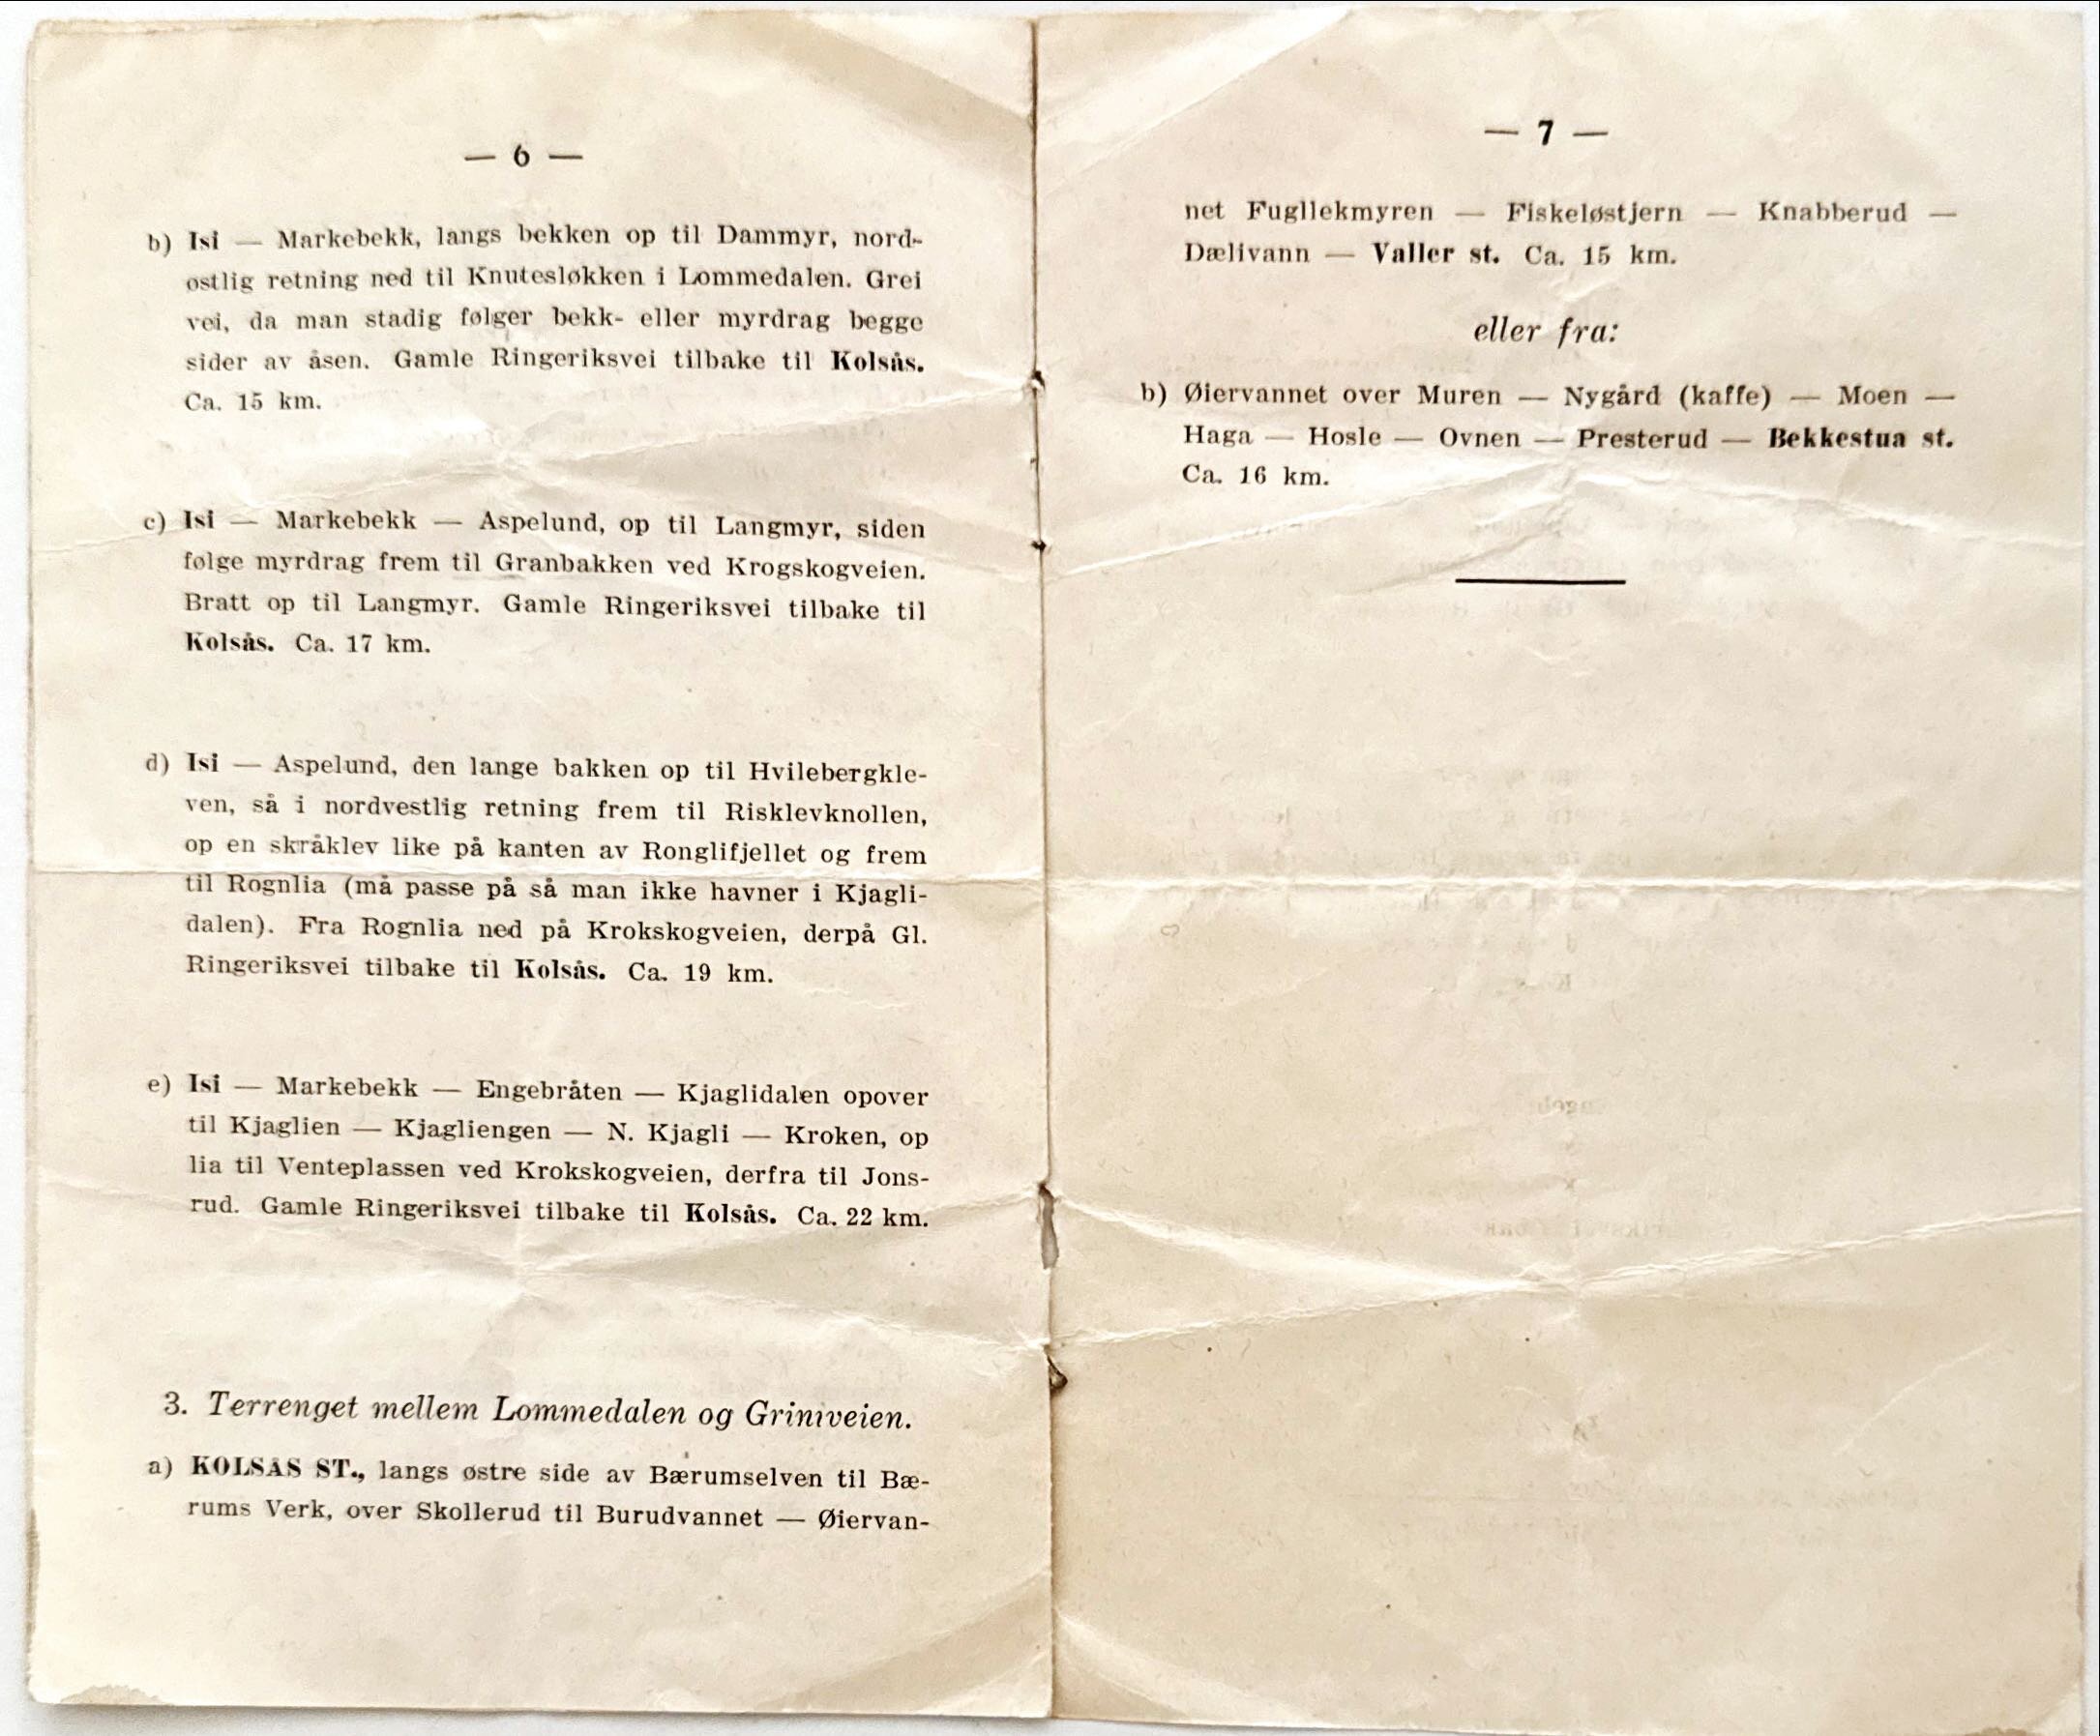 — 6 —
b) Isi — Markebekk, langs bekken op til Dammyr, nord-
ostlig retning ned til Knutesløkken i Lommedalen. Grei
vei, da man stadig følger bekk- eller myrdrag begge
sider av åsen. Gamle Ringeriksvei tilbake til Kolsås.
Ca. 15 km.
c) Isi — Markebekk — Aspelund, op til Langmyr, siden
følge myrdrag frem til Granbakken ved Krogskogveien.
Bratt op til Langmyr. Gamle Ringeriksvei tilbake til
Kolsås. Ca. 17 km.
d) Isi — Aspelund, den lange bakken op til Hvilebergkle-
ven, så i nordvestlig retning frem til Risklevknollen,
op en skråklev like på kanten av Ronglifjellet og frem
til Rognlia (må passe på så man ikke havner i Kjagli-
dalen). Fra Rognlia ned på Krokskogveien, derpå Gl.
Ringeriksvei tilbake til Kolsås. Ca. 19 km.
e) Isi — Markebekk — Engebråten — Kjaglidalen opover
til Kjaglien — Kjagliengen — N. Kjagli — Kroken, op
lia til Venteplassen ved Krokskogveien, derfra til Jons-
rud. Gamle Ringeriksvei tilbake til Kolsås. Ca. 22 km.
3. Terrenget mellem Lommedalen og Griniveien.
a) KOLSÅS ST., langs østre side av Bærumselven til Bæ-
rums Verk, over Skollerud til Burudvannet — Øiervan-
— 7 —
net Fugllekmyren — Fiskeløstjern — Knabberud —
Dælivann — Valler st. Ca. 15 km.
eller fra:
b) Øiervannet over Muren — Nygård (kaffe) — Moen —
Haga — Hosle — Ovnen — Presterud — Bekkestua st.
Ca. 16 km.